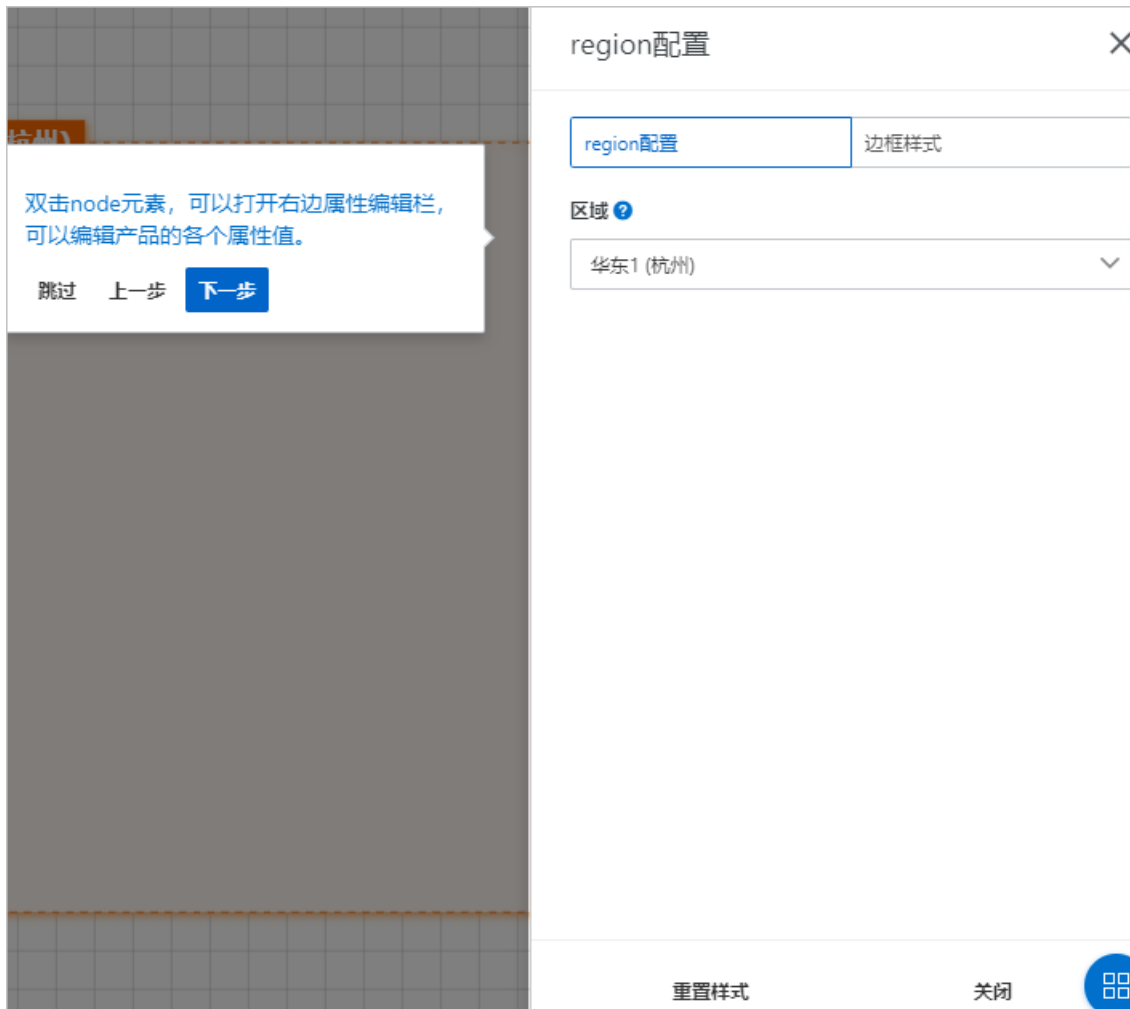 region配置
杭州)
region配置
边框样式
双击node元素，可以打开右边属性编辑栏，
可以编辑产品的各个属性值。
跳过 上一步 下一步
区域
华东1 (杭州)
重置样式
关闭